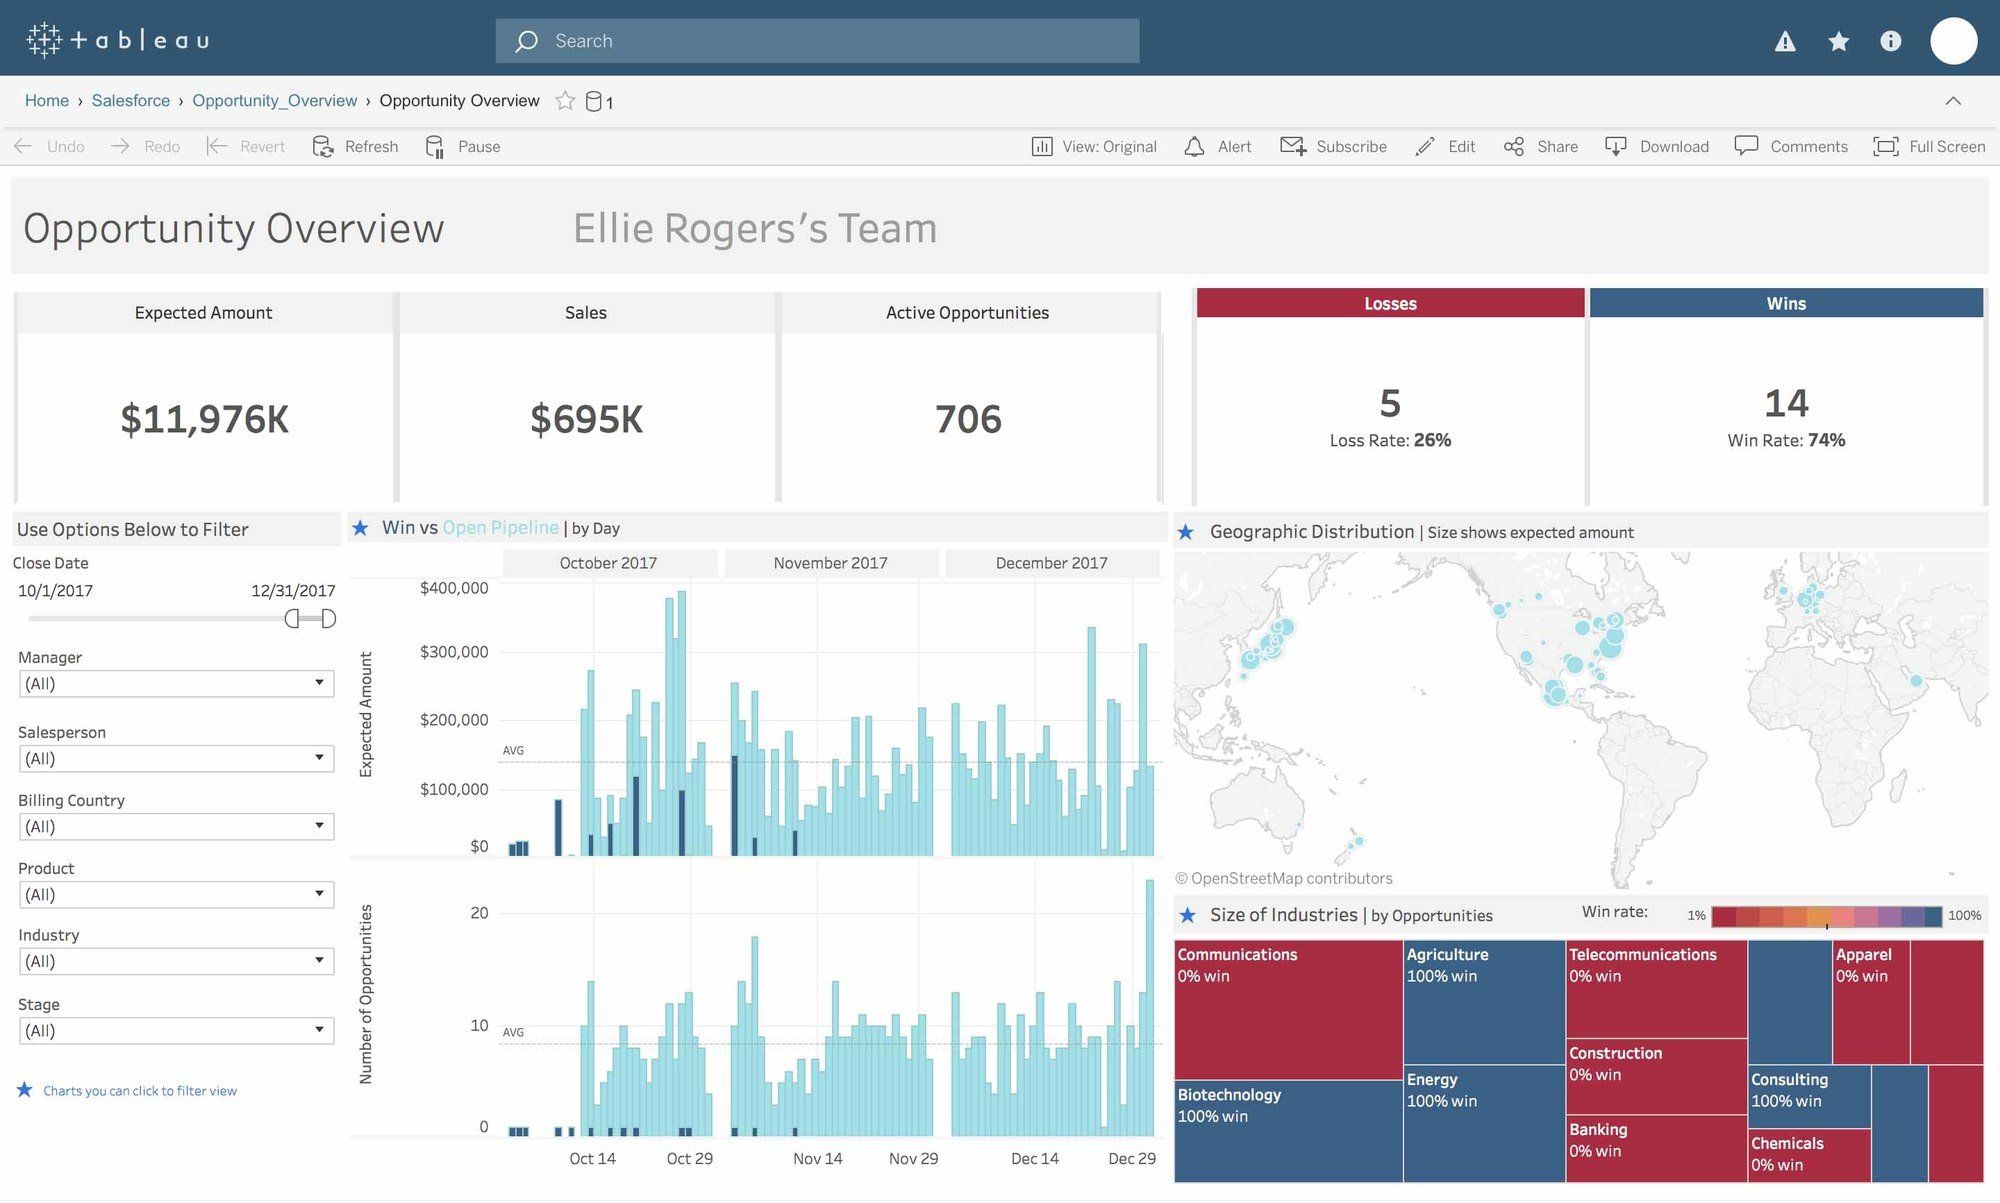 tableau
Search
Home › Salesforce › Opportunity_Overview › Opportunity Overview 1
Undo Redo Revert Refresh Pause View: Original Alert Subscribe Edit Share Download Comments Full Screen
Opportunity Overview Ellie Rogers's Team
Expected Amount
$11,976K
Sales
$695K
Active Opportunities
706
Losses
5
Loss Rate: 26%
Wins
14
Win Rate: 74%
Use Options Below to Filter
Close Date
10/1/2017 12/31/2017
Manager
(All)
Salesperson
(All)
Billing Country
(All)
Product
(All)
Industry
(All)
Stage
(All)
Charts you can click to filter view
Win vs Open Pipeline | by Day
October 2017 November 2017 December 2017
Expected Amount
$400,000
$300,000
$200,000
AVG
$100,000
$0
Number of Opportunities
20
10
AVG
0
Oct 14 Oct 29 Nov 14 Nov 29 Dec 14 Dec 29
Geographic Distribution | Size shows expected amount
© OpenStreetMap contributors
Size of Industries | by Opportunities
Win rate: 1% 100%
Communications
0% win
Biotechnology
100% win
Agriculture
100% win
Energy
100% win
Telecommunications
0% win
Construction
0% win
Banking
0% win
Apparel
0% win
Consulting
100% win
Chemicals
0% win